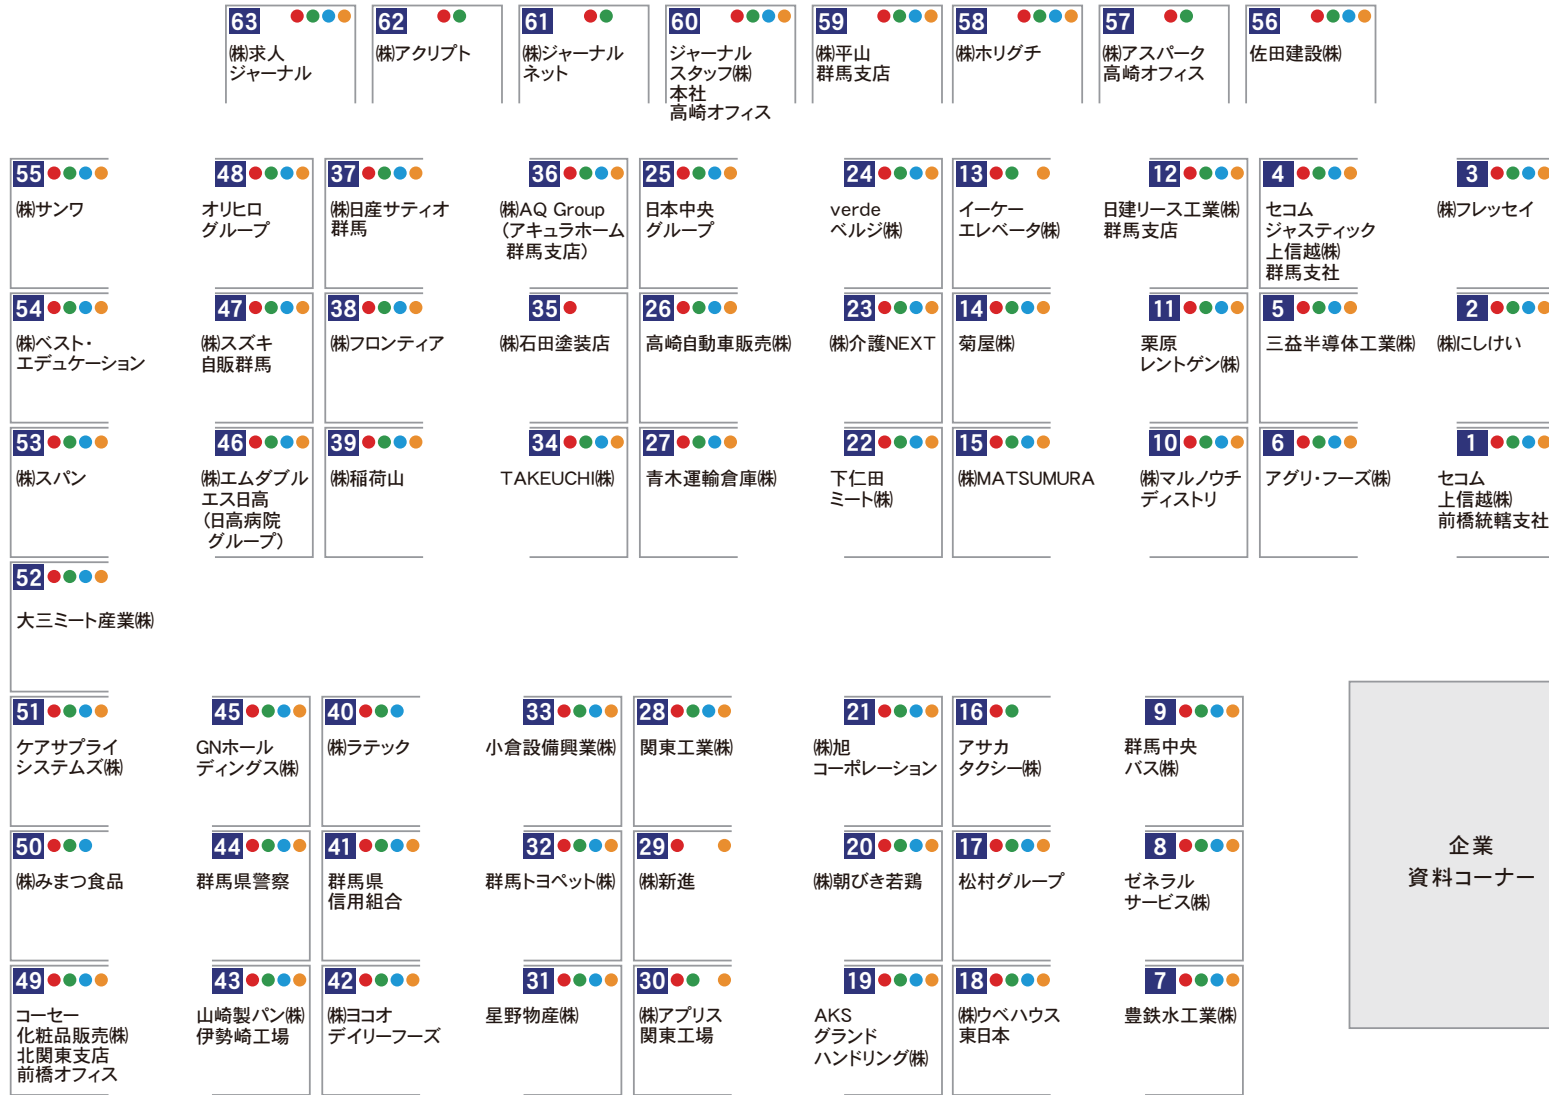 63
㈱求人
ジャーナル
62
㈱アクリプト
61
㈱ジャーナル
ネット
60
ジャーナル
スタッフ㈱
本社
高崎オフィス
59
㈱平山
群馬支店
58
㈱ホリグチ
57
㈱アスパーク
高崎オフィス
56
佐田建設㈱
55
㈱サンワ
48
オリヒロ
グループ
37
㈱日産サティオ
群馬
36
㈱AQ Group
(アキュラホーム
群馬支店)
25
日本中央
グループ
24
verde
ベルジ㈱
13
イーケー
エレベータ㈱
12
日建リース工業㈱
群馬支店
4
セコム
ジャスティック
上信越㈱
群馬支社
3
㈱フレッセイ
54
㈱ベスト・
エデュケーション
47
㈱スズキ
自販群馬
38
㈱フロンティア
35
㈱石田塗装店
26
高崎自動車販売㈱
23
㈱介護NEXT
14
菊屋㈱
11
栗原
レントゲン㈱
5
三益半導体工業㈱
2
㈱にしけい
53
㈱スパン
46
㈱エムダブル
エス日高
(日高病院
グループ)
39
㈱稲荷山
34
TAKEUCHI㈱
27
青木運輸倉庫㈱
22
下仁田
ミート㈱
15
㈱MATSUMURA
10
㈱マルノウチ
ディストリ
6
アグリ・フーズ㈱
1
セコム
上信越㈱
前橋統轄支社
52
大三ミート産業㈱
51
ケアサプライ
システムズ㈱
45
GNホール
ディングス㈱
40
㈱ラテック
33
小倉設備興業㈱
28
関東工業㈱
21
㈱旭
コーポレーション
16
アサカ
タクシー㈱
9
群馬中央
バス㈱
50
㈱みまつ食品
44
群馬県警察
41
群馬県
信用組合
32
群馬トヨペット㈱
29
㈱新進
20
㈱朝びき若鶏
17
松村グループ
8
ゼネラル
サービス㈱
企業
資料コーナー
49
コーセー
化粧品販売㈱
北関東支店
前橋オフィス
43
山崎製パン㈱
伊勢崎工場
42
㈱ヨコオ
デイリーフーズ
31
星野物産㈱
30
㈱アプリス
関東工場
19
AKS
グランド
ハンドリング㈱
18
㈱ウベハウス
東日本
7
豊鉄水工業㈱